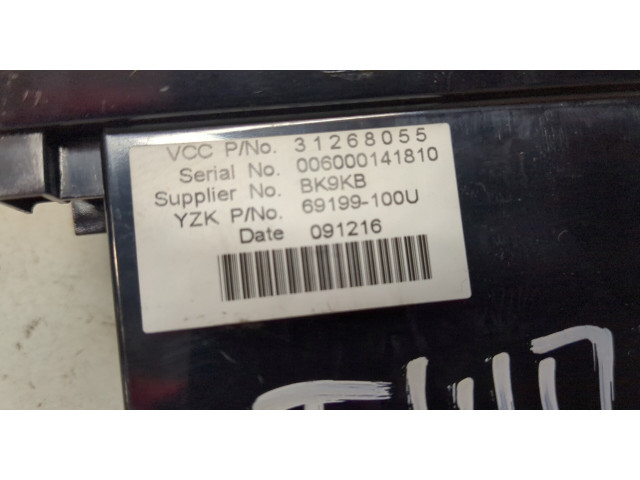 VCC P/No. 31268055
Serial No. 006000141810
Supplier No. BK9KB
YZK P/No. 69199-100U
Date 091216